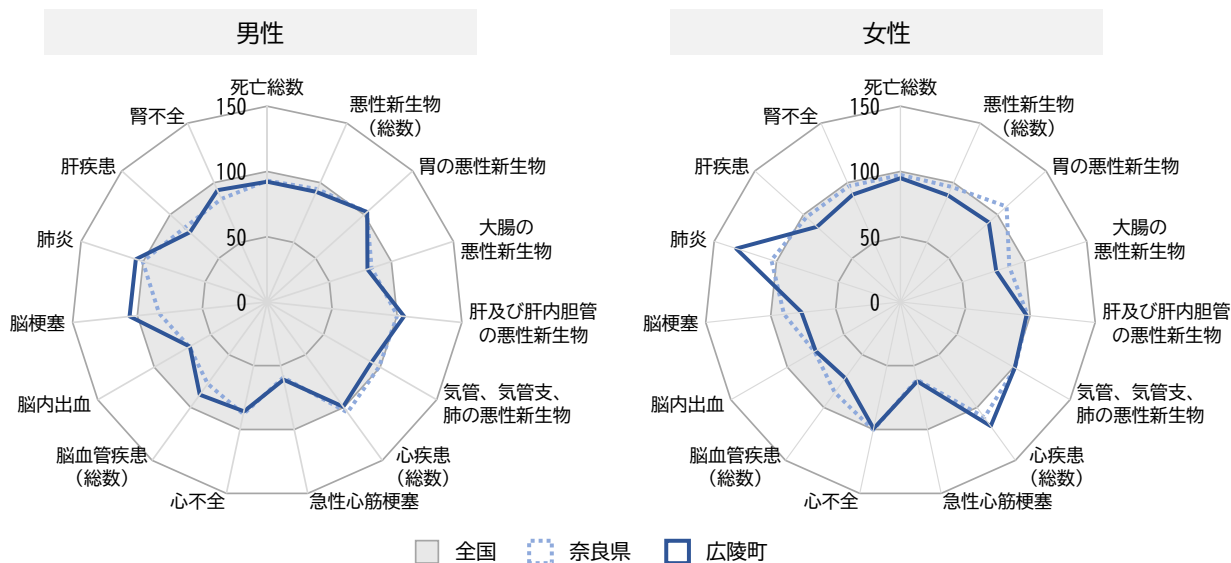 男性
死亡総数
悪性新生物
（総数）
胃の悪性新生物
大腸の
悪性新生物
肝及び肝内胆管
の悪性新生物
気管、気管支、
肺の悪性新生物
心疾患
（総数）
急性心筋梗塞
心不全
脳血管疾患
（総数）
脳内出血
脳梗塞
肺炎
肝疾患
腎不全
150
100
50
0
女性
死亡総数
悪性新生物
（総数）
胃の悪性新生物
大腸の
悪性新生物
肝及び肝内胆管
の悪性新生物
気管、気管支、
肺の悪性新生物
心疾患
（総数）
急性心筋梗塞
心不全
脳血管疾患
（総数）
脳内出血
脳梗塞
肺炎
肝疾患
腎不全
150
100
50
0
全国
奈良県
広陵町